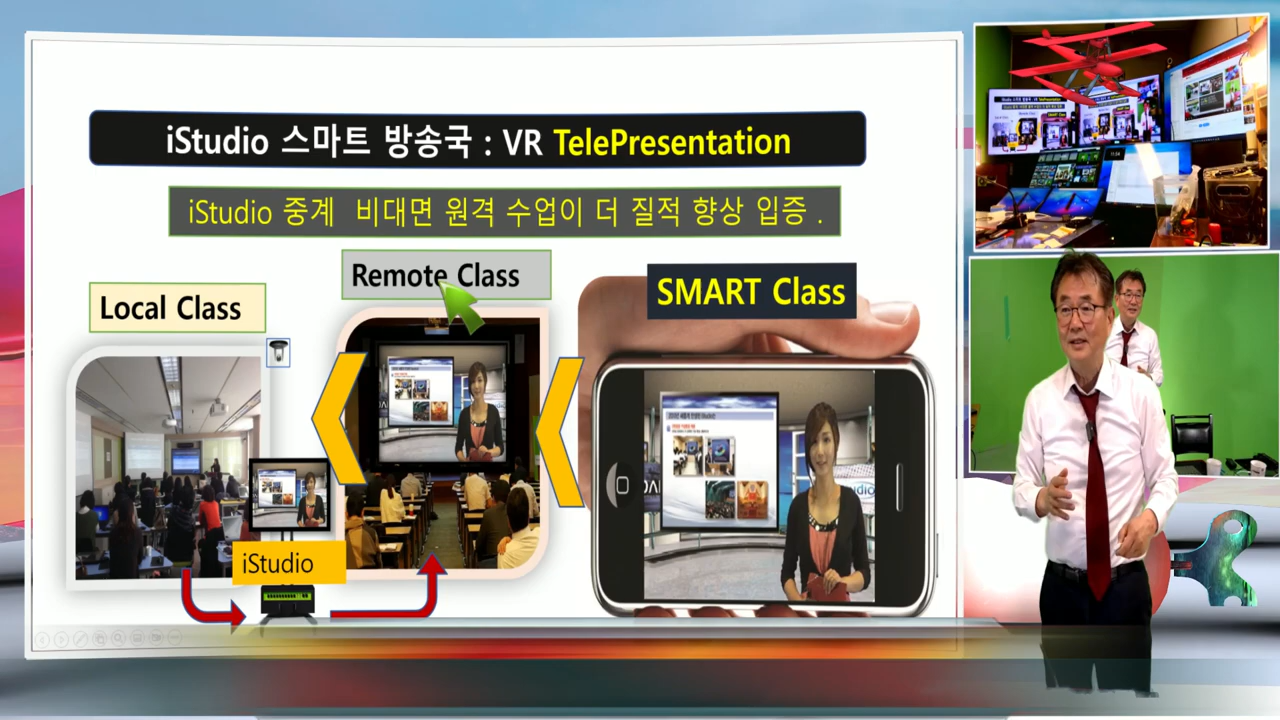 iStudio 스마트 방송국 : VR TelePresentation
iStudio 중계 비대면 원격 수업이 더 질적 향상 입증 .
Remote Class
SMART Class
Local Class
iStudio